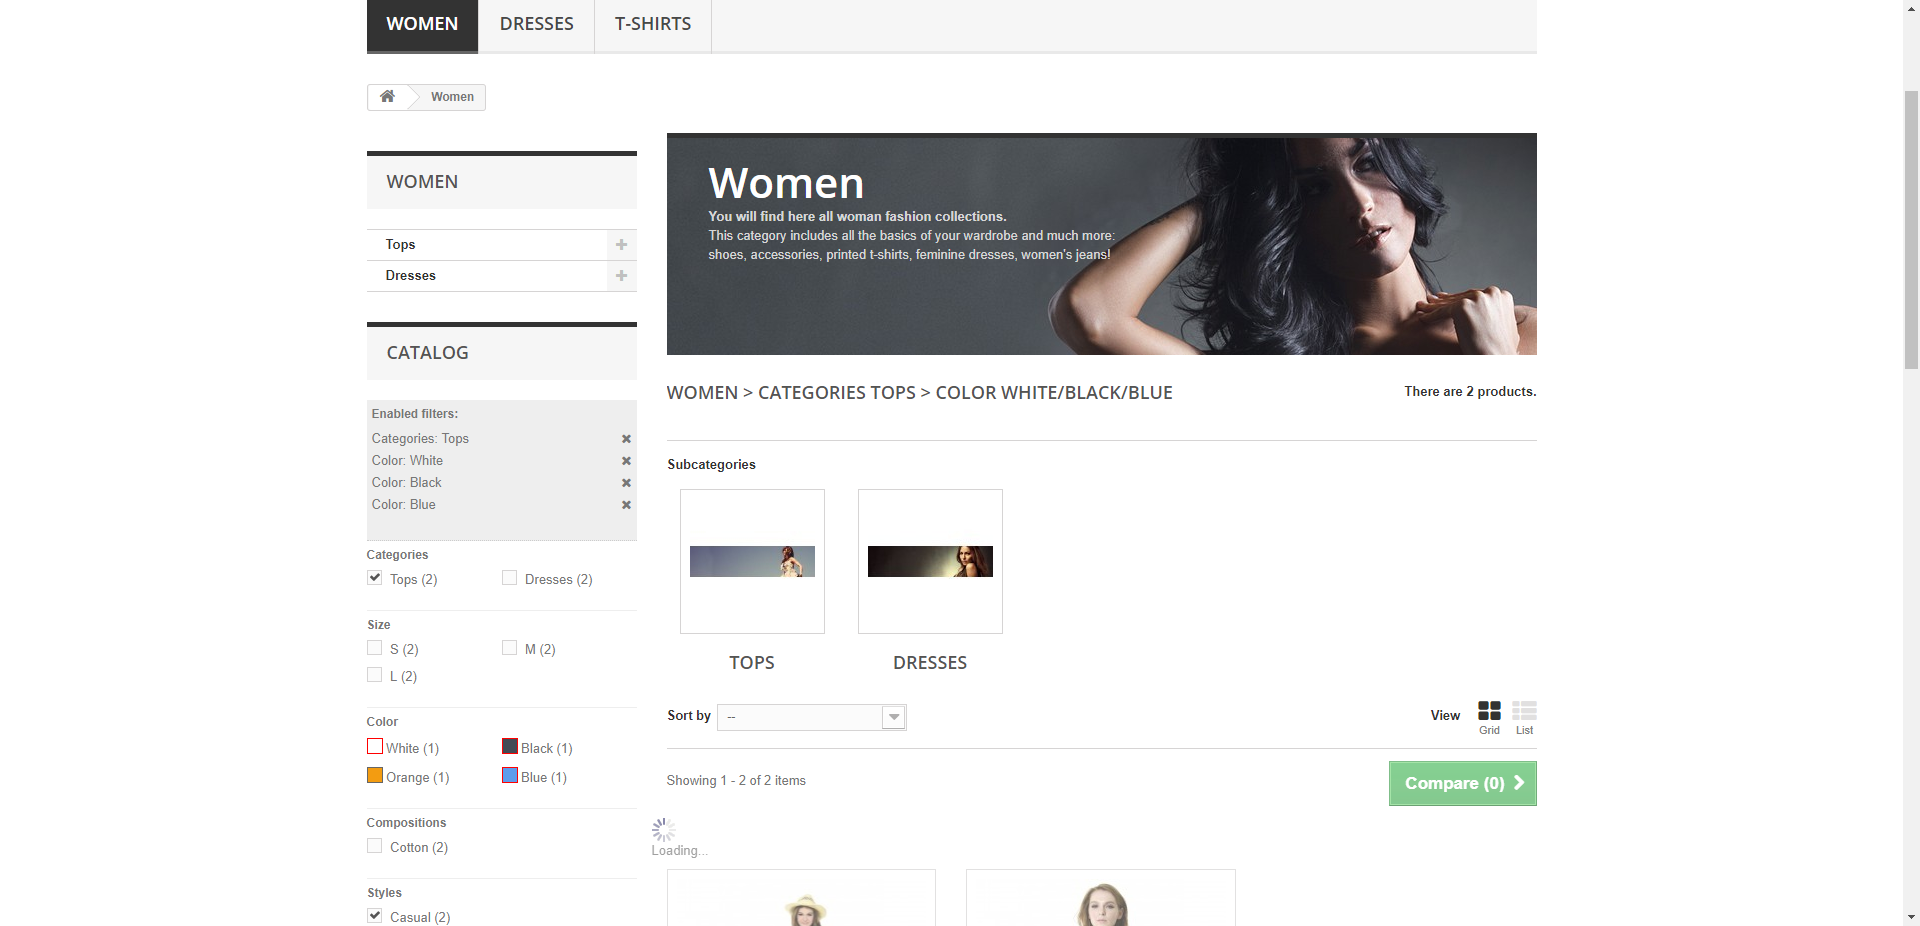 WOMEN
DRESSES
T-SHIRTS
Women
WOMEN
Tops
Dresses
CATALOG
Enabled filters:
Categories: Tops
Color: White
Color: Black
Color: Blue
Categories
Tops (2)
Dresses (2)
Size
S (2)
M (2)
L (2)
Color
White (1)
Black (1)
Orange (1)
Blue (1)
Compositions
Cotton (2)
Styles
Casual (2)
Women
You will find here all woman fashion collections.
This category includes all the basics of your wardrobe and much more:
shoes, accessories, printed t-shirts, feminine dresses, women's jeans!
WOMEN > CATEGORIES TOPS > COLOR WHITE/BLACK/BLUE
There are 2 products.
Subcategories
TOPS
DRESSES
Sort by
--
View
Grid
List
Showing 1 - 2 of 2 items
Compare (0)
Loading...